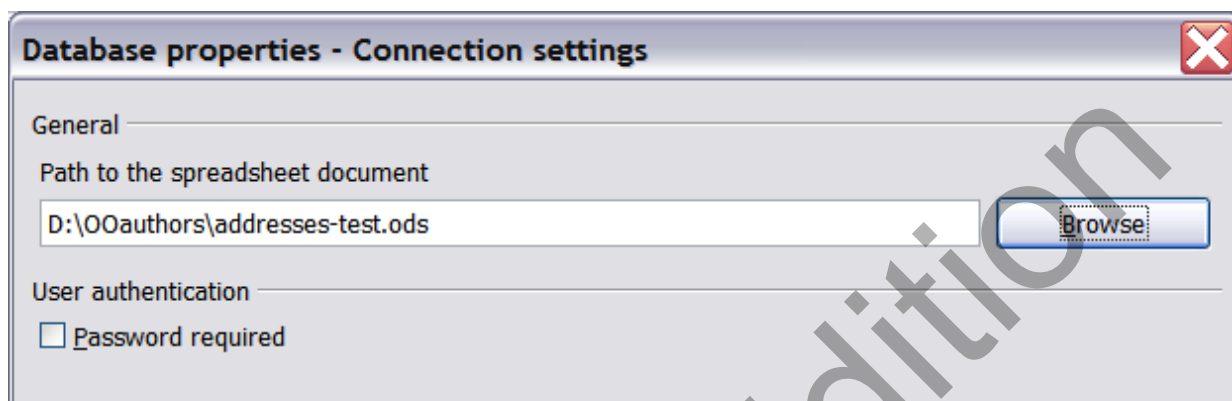 Database properties - Connection settings
General
Path to the spreadsheet document
D:\OOauthors\addresses-test.ods
Browse
User authentication
Password required